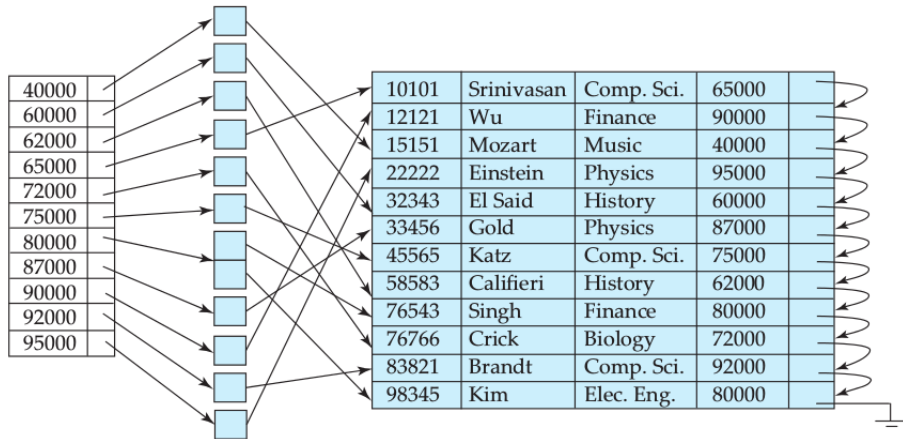 40000
60000
62000
65000
72000
75000
80000
87000
90000
92000
95000
10101 Srinivasan Comp. Sci. 65000
12121 Wu Finance 90000
15151 Mozart Music 40000
22222 Einstein Physics 95000
32343 El Said History 60000
33456 Gold Physics 87000
45565 Katz Comp. Sci. 75000
58583 Califieri History 62000
76543 Singh Finance 80000
76766 Crick Biology 72000
83821 Brandt Comp. Sci. 92000
98345 Kim Elec. Eng. 80000